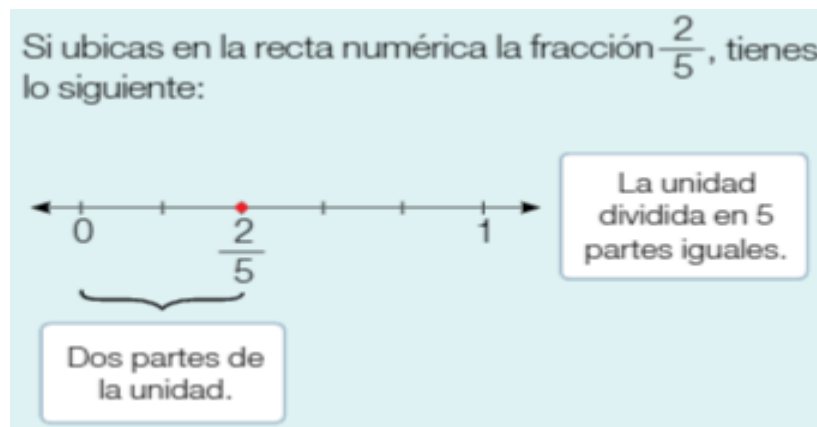 Si ubicas en la recta numérica la fracción 2/5, tienes
lo siguiente:
0 2/5 1
La unidad
dividida en 5
partes iguales.
Dos partes de
la unidad.